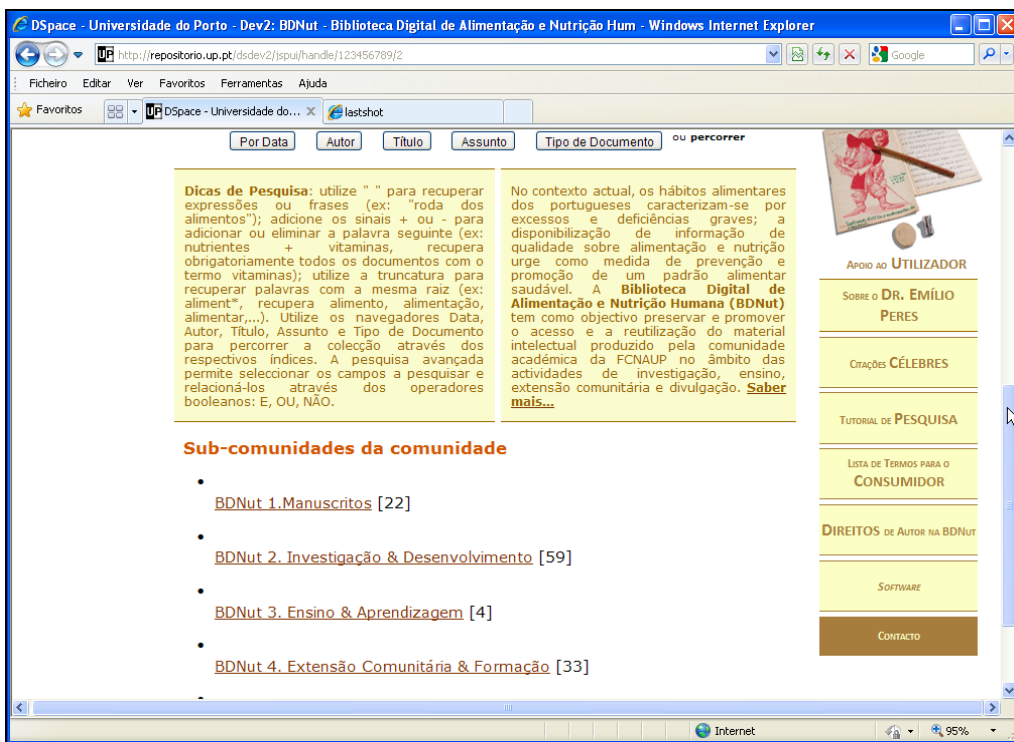 DSpace - Universidade do Porto - Dev2: BDNut - Biblioteca Digital de Alimentação e Nutrição Hum - Windows Internet Explorer
UP http://repositorio.up.pt/dsdev2/jspui/handle/123456789/2
Google
Ficheiro Editar Ver Favoritos Ferramentas Ajuda
Favoritos
UP DSpace - Universidade do...
lastshot
Por Data Autor Título Assunto Tipo de Documento ou percorrer
Dicas de Pesquisa: utilize " " para recuperar
expressões ou frases (ex: "roda dos
alimentos"); adicione os sinais + ou - para
adicionar ou eliminar a palavra seguinte (ex:
nutrientes + vitaminas, recupera
obrigatoriamente todos os documentos com o
termo vitaminas); utilize a truncatura para
recuperar palavras com a mesma raiz (ex:
aliment*, recupera alimento, alimentação,
alimentar,...). Utilize os navegadores Data,
Autor, Título, Assunto e Tipo de Documento
para percorrer a colecção através dos
respectivos índices. A pesquisa avançada
permite seleccionar os campos a pesquisar e
relacioná-los através dos operadores
booleanos: E, OU, NÃO.
No contexto actual, os hábitos alimentares
dos portugueses caracterizam-se por
excessos e deficiências graves; a
disponibilização de informação de
qualidade sobre alimentação e nutrição
urge como medida de prevenção e
promoção de um padrão alimentar
saudável. A Biblioteca Digital de
Alimentação e Nutrição Humana (BDNut)
tem como objectivo preservar e promover
o acesso e a reutilização do material
intelectual produzido pela comunidade
académica da FCNAUP no âmbito das
actividades de investigação, ensino,
extensão comunitária e divulgação. Saber
mais...
Sub-comunidades da comunidade
BDNut 1.Manuscritos [22]
BDNut 2. Investigação & Desenvolvimento [59]
BDNut 3. Ensino & Aprendizagem [4]
BDNut 4. Extensão Comunitária & Formação [33]
APOIO AO UTILIZADOR
SOBRE O DR. EMÍLIO
PERES
CITAÇÕES CÉLEBRES
TUTORIAL DE PESQUISA
LISTA DE TERMOS PARA O
CONSUMIDOR
DIREITOS DE AUTOR NA BDNUT
SOFTWARE
CONTACTO
Internet
95%